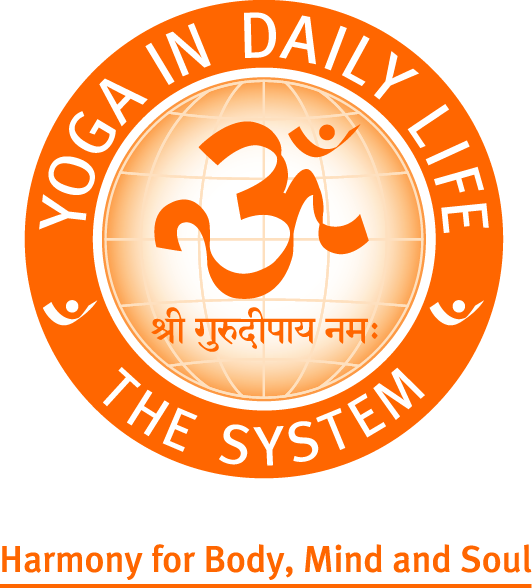 YOGA IN DAILY LIFE
ॐ
श्री गुरुदीपाय नमः
THE SYSTEM
Harmony for Body, Mind and Soul